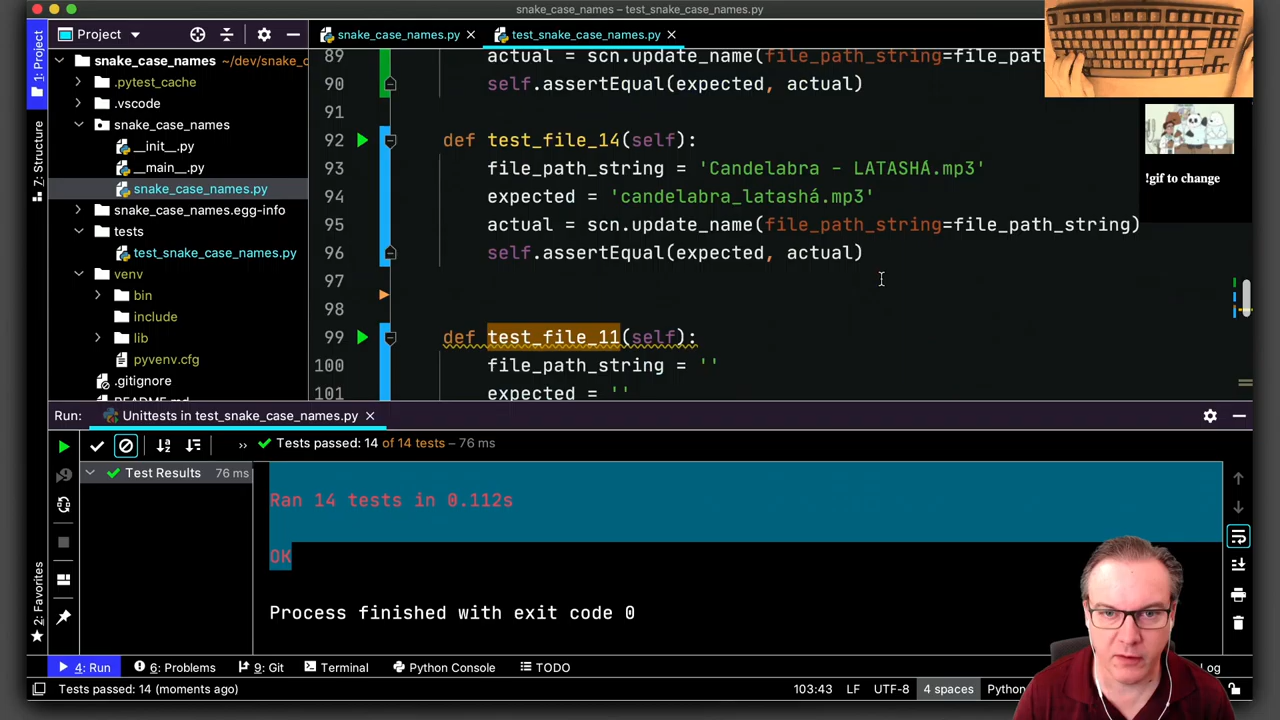 snake_case_names – test_snake_case_names.py
Project
snake_case_names.py
test_snake_case_names.py
1: Project
7: Structure
2: Favorites
snake_case_names ~/dev/snake_c
.pytest_cache
.vscode
snake_case_names
__init__.py
__main__.py
snake_case_names.py
snake_case_names.egg-info
tests
test_snake_case_names.py
venv
bin
include
lib
pyvenv.cfg
.gitignore
README.md
89 actual = scn.update_name(file_path_string=file_path
90 self.assertEqual(expected, actual)
91
92 def test_file_14(self):
93 file_path_string = 'Candelabra - LATASHÁ.mp3'
94 expected = 'candelabra_latashá.mp3'
95 actual = scn.update_name(file_path_string=file_path_string)
96 self.assertEqual(expected, actual)
97
98
99 def test_file_11(self):
100 file_path_string = ''
101 expected = ''
!gif to change
Run: Unittests in test_snake_case_names.py
» Tests passed: 14 of 14 tests – 76 ms
Test Results 76 ms
Ran 14 tests in 0.112s
OK
Process finished with exit code 0
4: Run 6: Problems 9: Git Terminal Python Console TODO Log
Tests passed: 14 (moments ago) 103:43 LF UTF-8 4 spaces Python